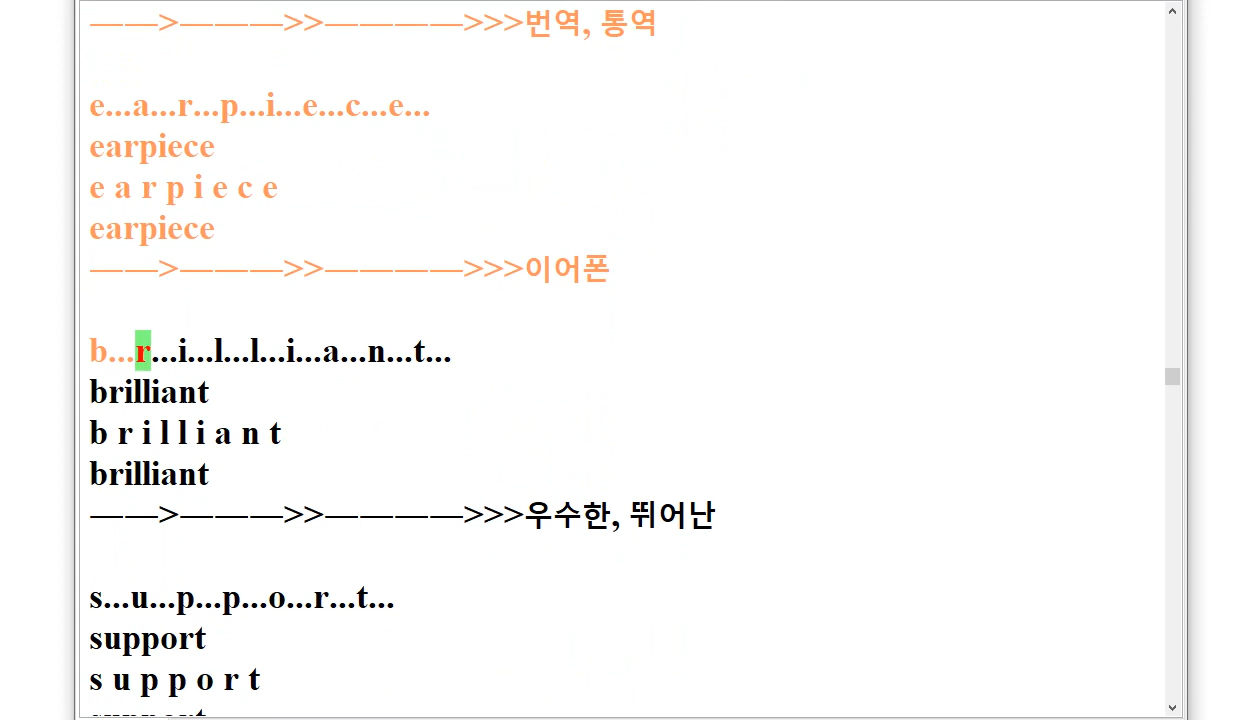 ——>———>>————>>>번역, 통역
e...a...r...p...i...e...c...e...
earpiece
e a r p i e c e
earpiece
——>———>>————>>>이어폰
b...r...i...l...l...i...a...n...t...
brilliant
b r i l l i a n t
brilliant
——>———>>————>>>우수한, 뛰어난
s...u...p...p...o...r...t...
support
s u p p o r t